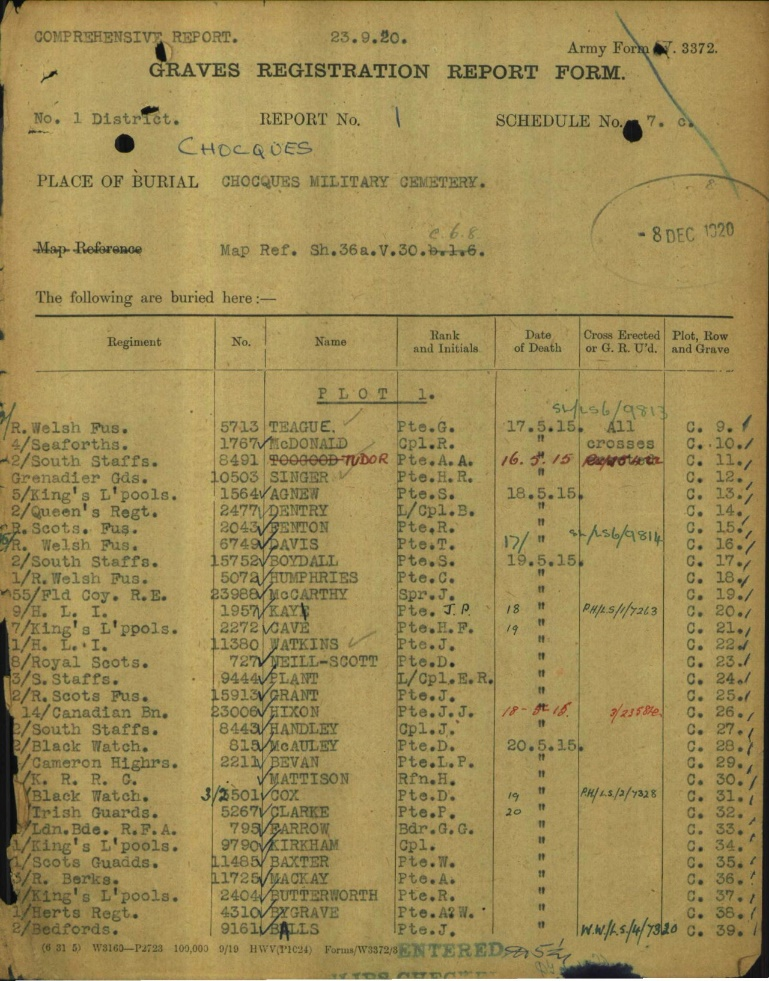 COMPREHENSIVE REPORT. 23.9.20. Army Form W. 3372.
GRAVES REGISTRATION REPORT FORM.
No. 1 District. REPORT No. 1 SCHEDULE No. 7. c.
CHOCQUES
PLACE OF BURIAL CHOCQUES MILITARY CEMETERY.
- 8 DEC 1920
c.6.8.
Map Reference Map Ref. Sh.36a.V.30.b.1.6.
The following are buried here :—
Regiment No. Name Rank and Initials Date of Death Cross Erected or G. R. U'd. Plot, Row and Grave
PLOT 1.
SL/LS6/9813
R.Welsh Fus. 5713 TEAGUE. Pte.G. 17.5.15. All C. 9.
4/Seaforths. 1767 McDONALD Cpl.R. " crosses C. 10.
2/South Staffs. 8491 TOOGOOD TUDOR Pte.A.A. 16.5.15 C. 11.
Grenadier Gds. 10503 SINGER Pte.H.R. " C. 12.
5/King's L'pools. 1564 AGNEW Pte.S. 18.5.15. C. 13.
2/Queen's Regt. 2477 DENTRY L/Cpl.B. " C. 14.
R.Scots. Fus. 2043 FENTON Pte.R. " C. 15.
SL/LS6/9814
R. Welsh Fus. 6749 DAVIS Pte.T. 17/ " C. 16.
2/South Staffs. 15752 BOYDALL Pte.S. 19.5.15. C. 17.
1/R.Welsh Fus. 5072 HUMPHRIES Pte.C. " C. 18.
55/Fld Coy. R.E. 23988 McCARTHY Spr.J. " C. 19.
9/H. L. I. 1957 KAY Pte. J.P. 18 " P.H/LS/1/7263 C. 20.
7/King's L'ppols. 2272 CAVE Pte.H.F. 19 " C. 21.
1/H. L. I. 11380 WATKINS Pte.J. " C. 22.
8/Royal Scots. 727 NEILL-SCOTT Pte.D. " C. 23.
3/S.Staffs. 9444 PLANT L/Cpl.E.R. " C. 24.
2/R.Scots Fus. 15913 GRANT Pte.J. " C. 25.
14/Canadian Bn. 23006 HIXON Pte.J.J. 18-5-15. " C. 26.
2/South Staffs. 8443 HANDLEY Cpl.J. " C. 27.
2/Black Watch. 815 McAULEY Pte.D. 20.5.15. C. 28.
/Cameron Highrs. 2211 BEVAN Pte.L.P. " C. 29.
/K. R. R. C. MATTISON Rfn.H. " C. 30.
/Black Watch. 3/2501 COX Pte.D. 19 " P.H/LS/2/7328 C. 31.
/Irish Guards. 5267 CLARKE Pte.P. 20 " C. 32.
/Ldn.Bde. R.F.A. 795 BARROW Bdr.G.G. " C. 33.
1/King's L'pools. 9790 KIRKHAM Cpl. " C. 34.
1/Scots Guadds. 11485 BAXTER Pte.W. " C. 35.
/R. Berks. 11725 MACKAY Pte.A. " C. 36.
/King's L'pools. 2404 BUTTERWORTH Pte.R. " C. 37.
1/Herts Regt. 4310 BYGRAVE Pte.A?W. " C. 38.
2/Bedfords. 9161 BALLS Pte.J. " W.W/LS/4/7320 C. 39.
(6 31 5) W3160—P2723 100,000 9/19 HWV(P1C24) Forms/W3372/3 ENTERED